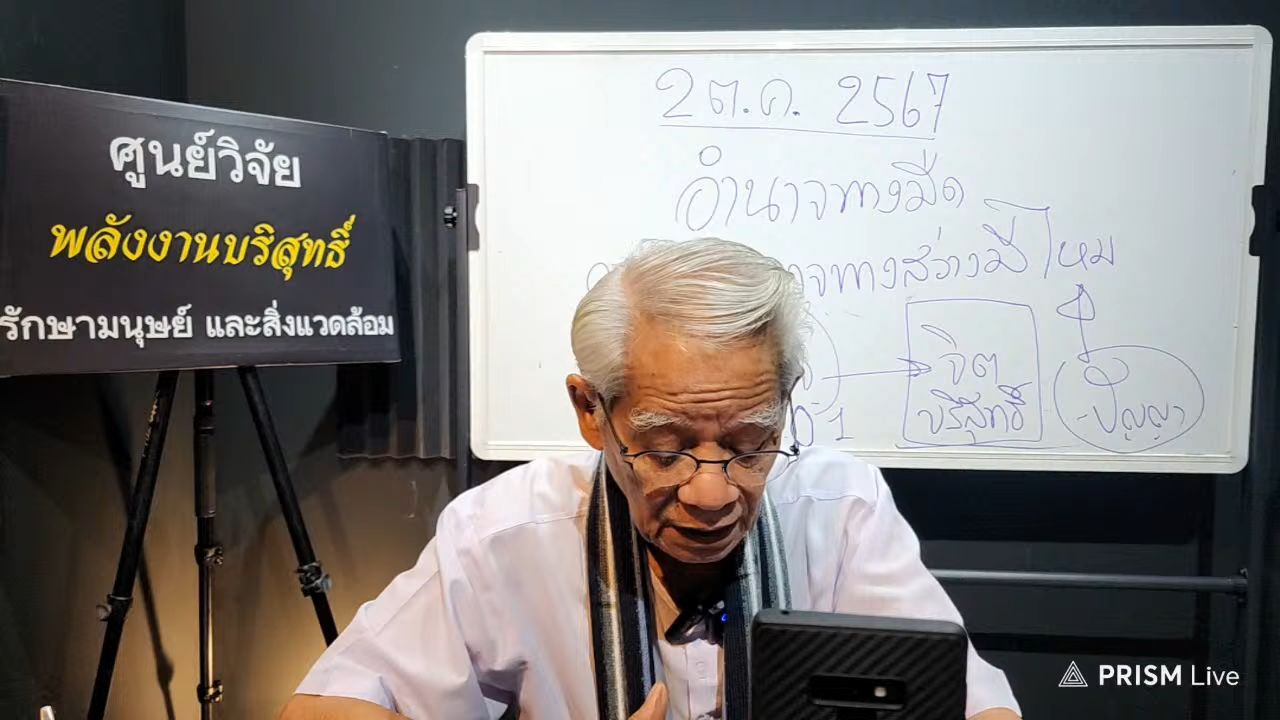 ศูนย์วิจัย
พลังงานบริสุทธิ์
รักษามนุษย์ และสิ่งแวดล้อม
2 ต.ค. 2567
อำนาจทางมืด
ทางสว่างมีไหม
จิต
บริสุทธิ์
-ปัญญา
PRISM Live